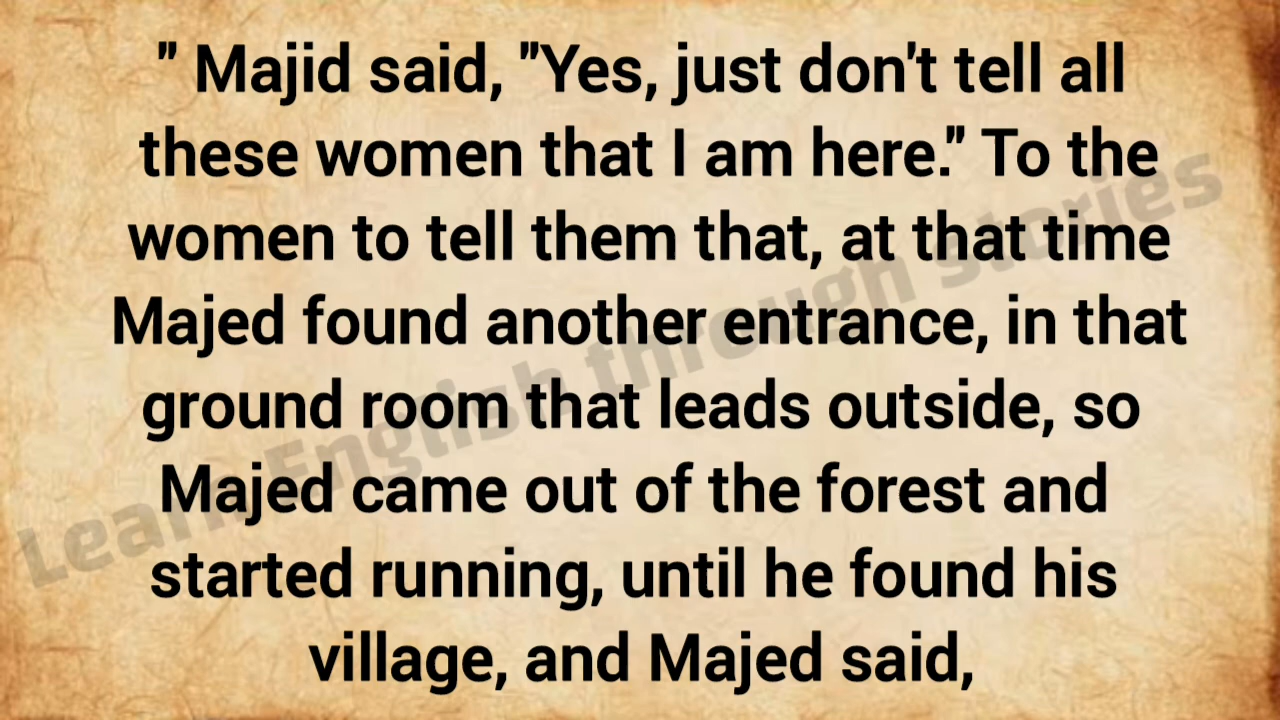 " Majid said, "Yes, just don't tell all
these women that I am here." To the
women to tell them that, at that time
Majed found another entrance, in that
ground room that leads outside, so
Majed came out of the forest and
started running, until he found his
village, and Majed said,
Learn English through stories